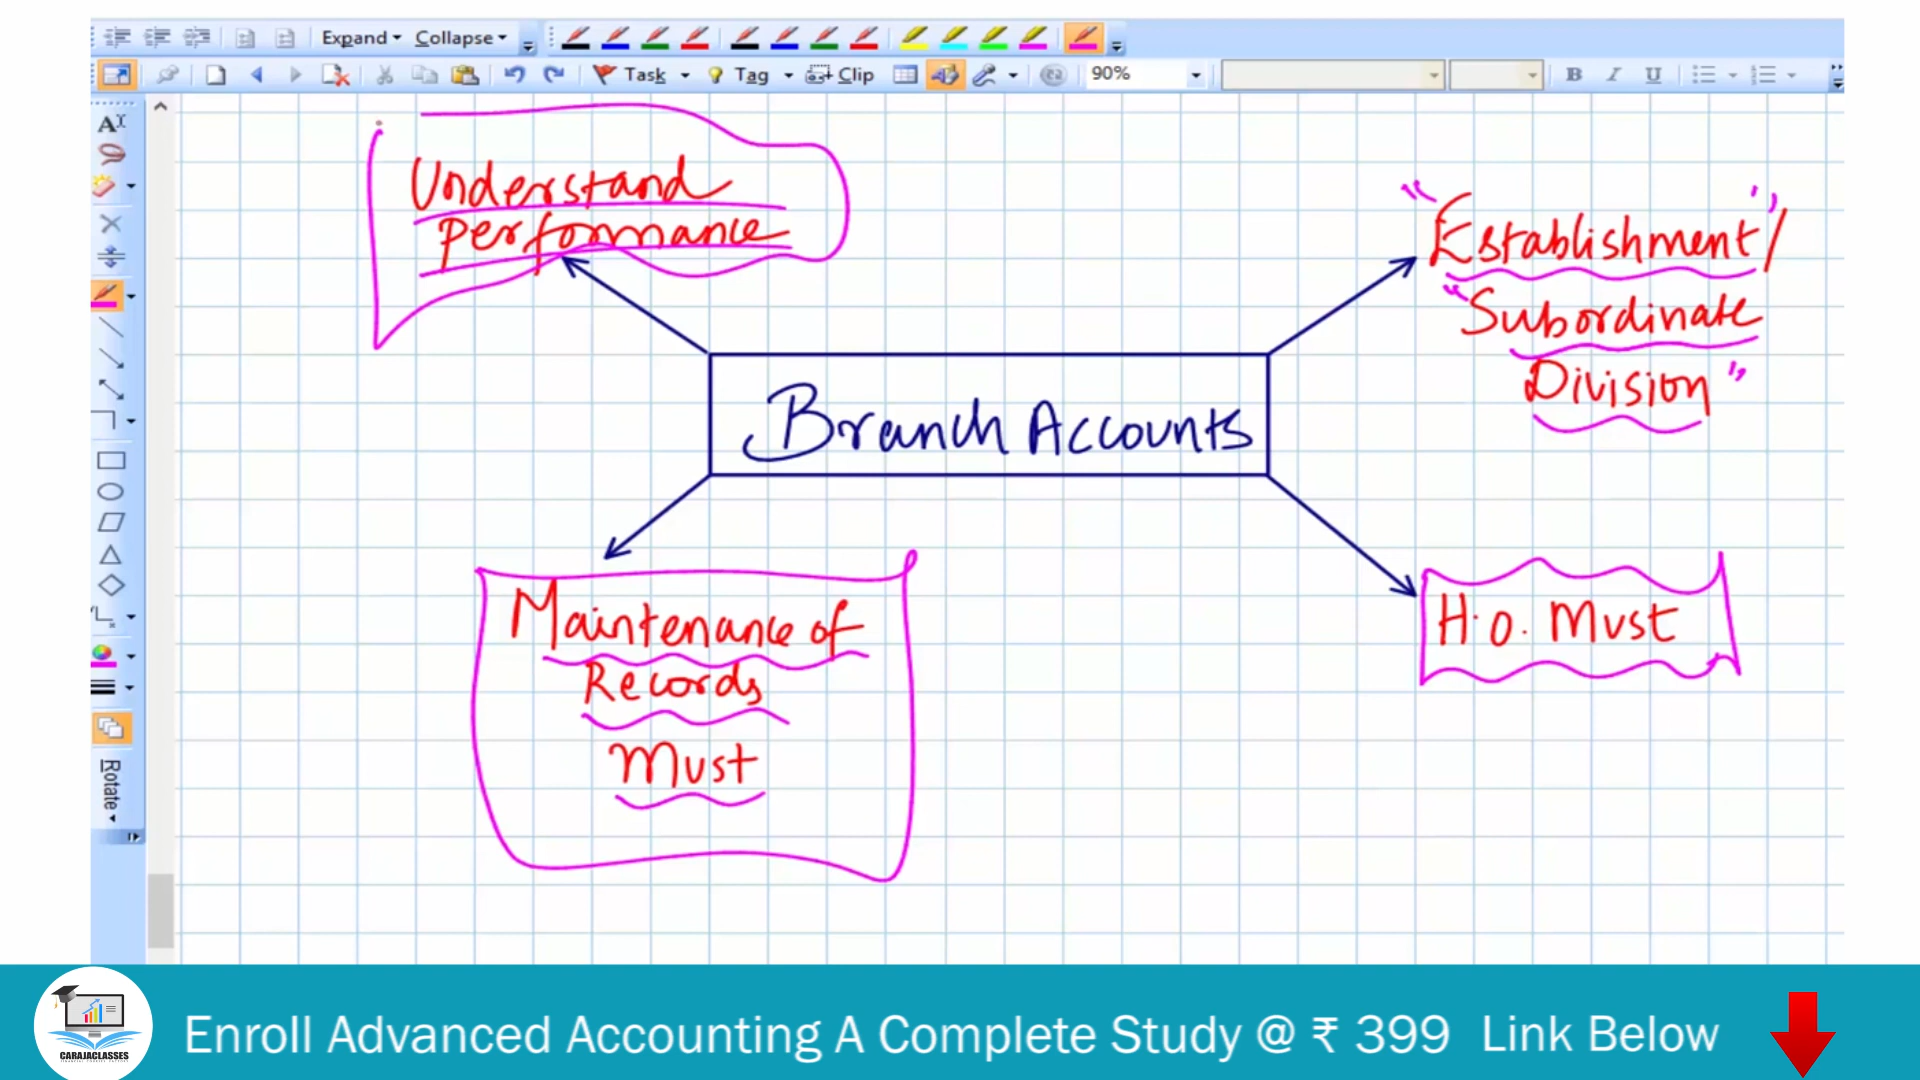 Expand Collapse
Task Tag Clip 90% B I U
A
Rotate
Understand
Performance
"Establishment"/
"Subordinate
Division"
Branch Accounts
Maintenance of
Records
Must
H.O. Must
CARAJACLASSES
Enroll Advanced Accounting A Complete Study @ ₹ 399 Link Below